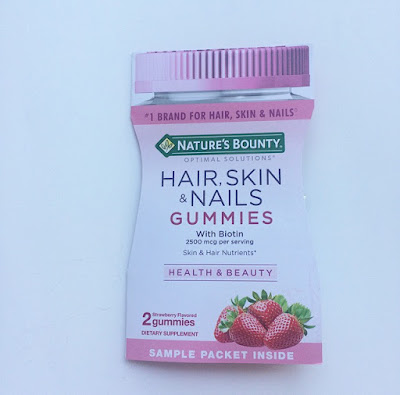 #1 BRAND FOR HAIR, SKIN & NAILS†
NATURE'S BOUNTY®
OPTIMAL SOLUTIONS®
HAIR, SKIN
& NAILS
GUMMIES
With Biotin
2500 mcg per serving
Skin & Hair Nutrients*
HEALTH & BEAUTY
2 Strawberry Flavored
gummies
DIETARY SUPPLEMENT
SAMPLE PACKET INSIDE